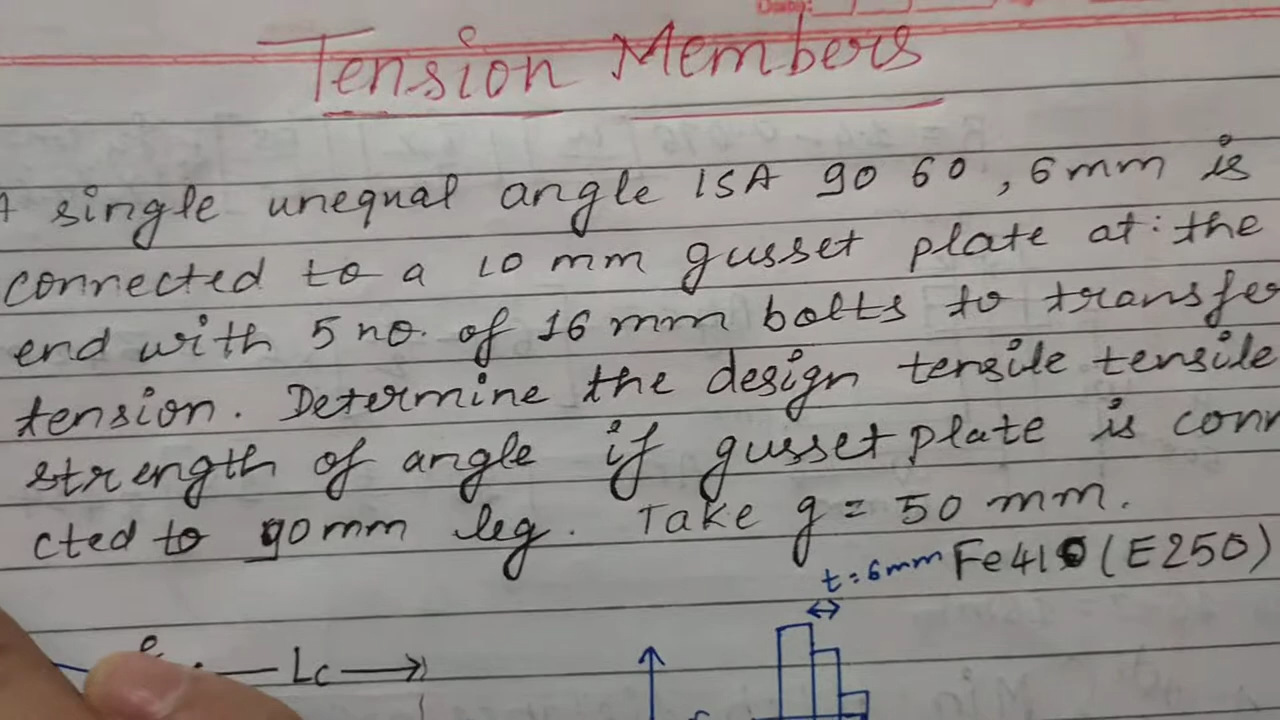 Tension Members
A single unequal angle ISA 90 60, 6mm is
connected to a 10 mm gusset plate at the
end with 5 no. of 16 mm bolts to transfer
tension. Determine the design tensile tensile
strength of angle if gusset plate is conn
cted to 90mm leg. Take g = 50 mm.
t=6mm Fe410 (E250)
Lc